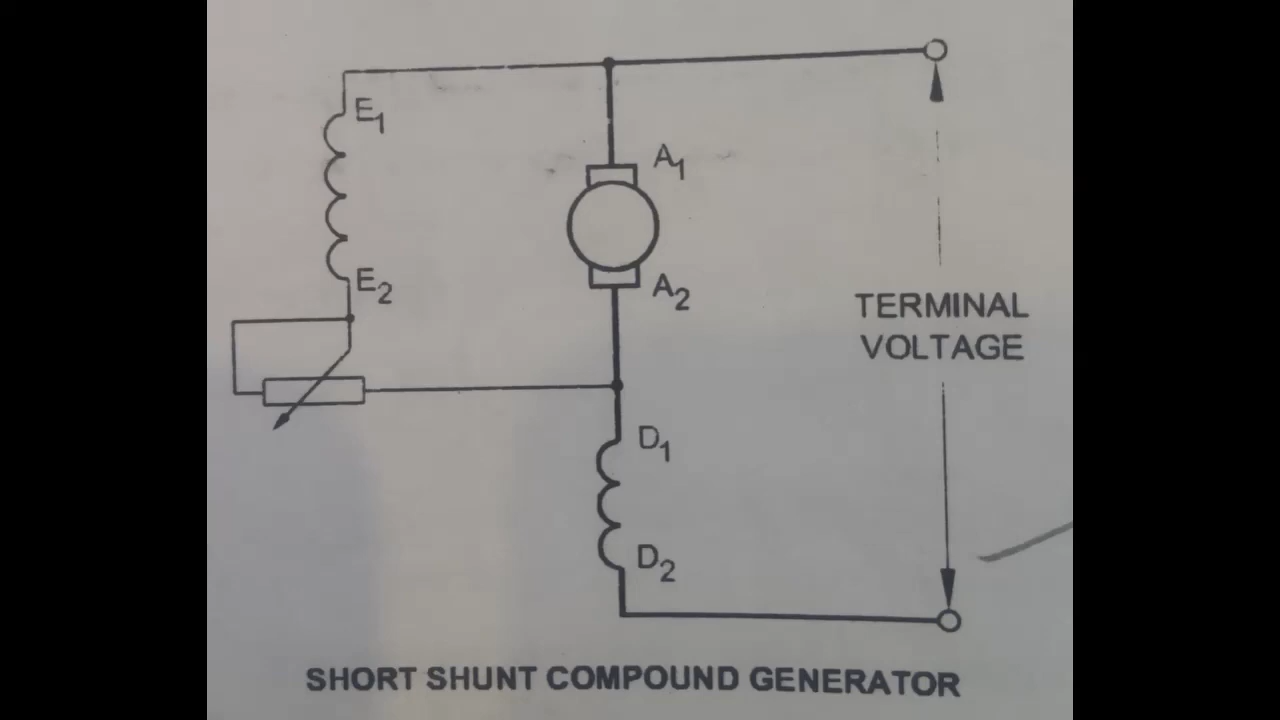 E1
A1
E2
A2
TERMINAL
VOLTAGE
D1
D2
SHORT SHUNT COMPOUND GENERATOR